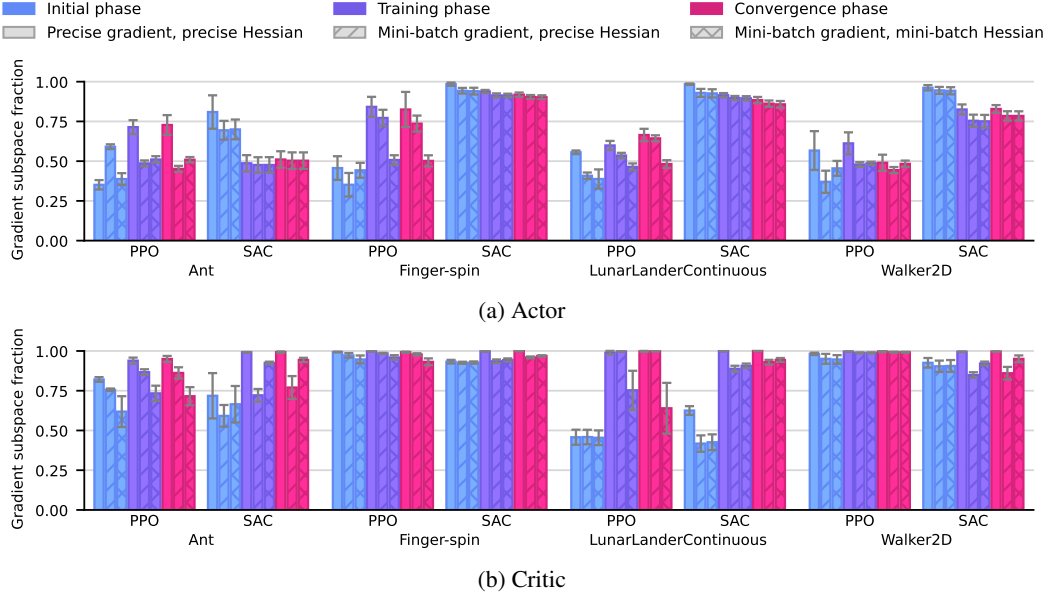 Initial phase Training phase Convergence phase
Precise gradient, precise Hessian Mini-batch gradient, precise Hessian Mini-batch gradient, mini-batch Hessian
Gradient subspace fraction
1.00
0.75
0.50
0.25
0.00
PPO SAC PPO SAC PPO SAC PPO SAC
Ant Finger-spin LunarLanderContinuous Walker2D
(a) Actor
Gradient subspace fraction
1.00
0.75
0.50
0.25
0.00
PPO SAC PPO SAC PPO SAC PPO SAC
Ant Finger-spin LunarLanderContinuous Walker2D
(b) Critic